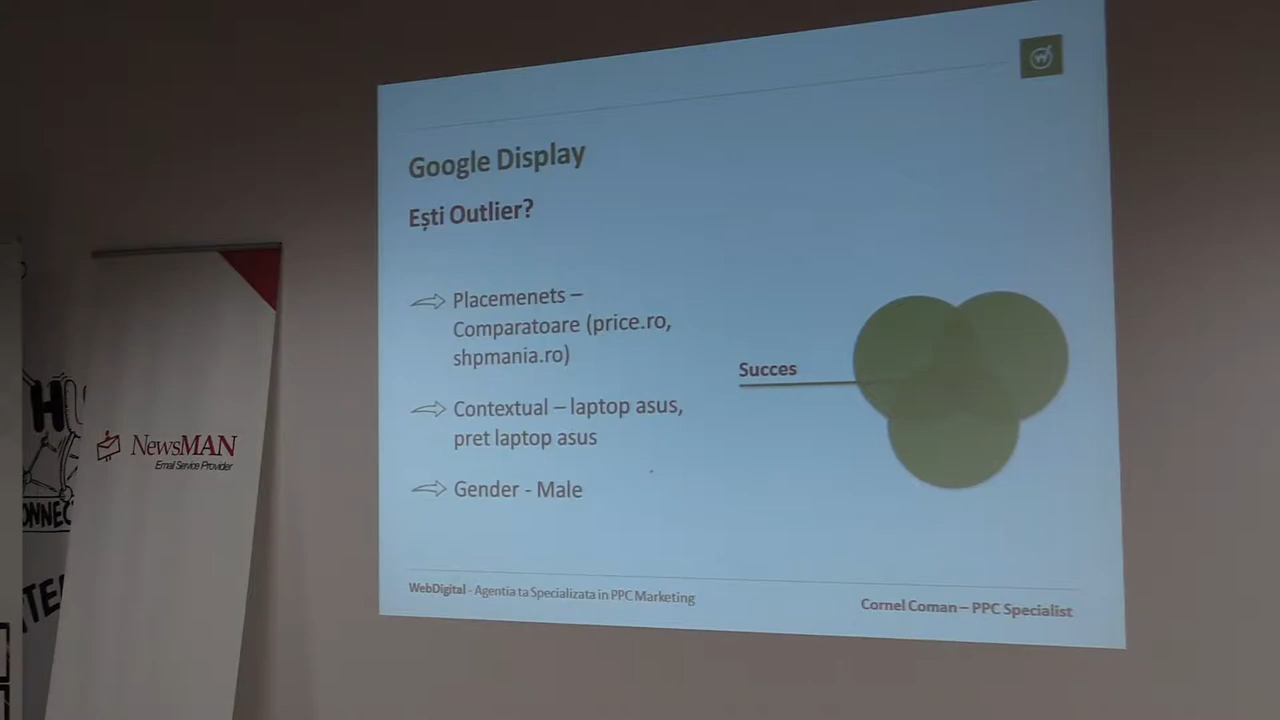 Google Display
Ești Outlier?
Placemenets –
Comparatoare (price.ro,
shpmania.ro)
Contextual – laptop asus,
pret laptop asus
Gender - Male
Succes
WebDigital - Agentia ta Specializata in PPC Marketing
Cornel Coman – PPC Specialist
NewsMAN
Email Service Provider